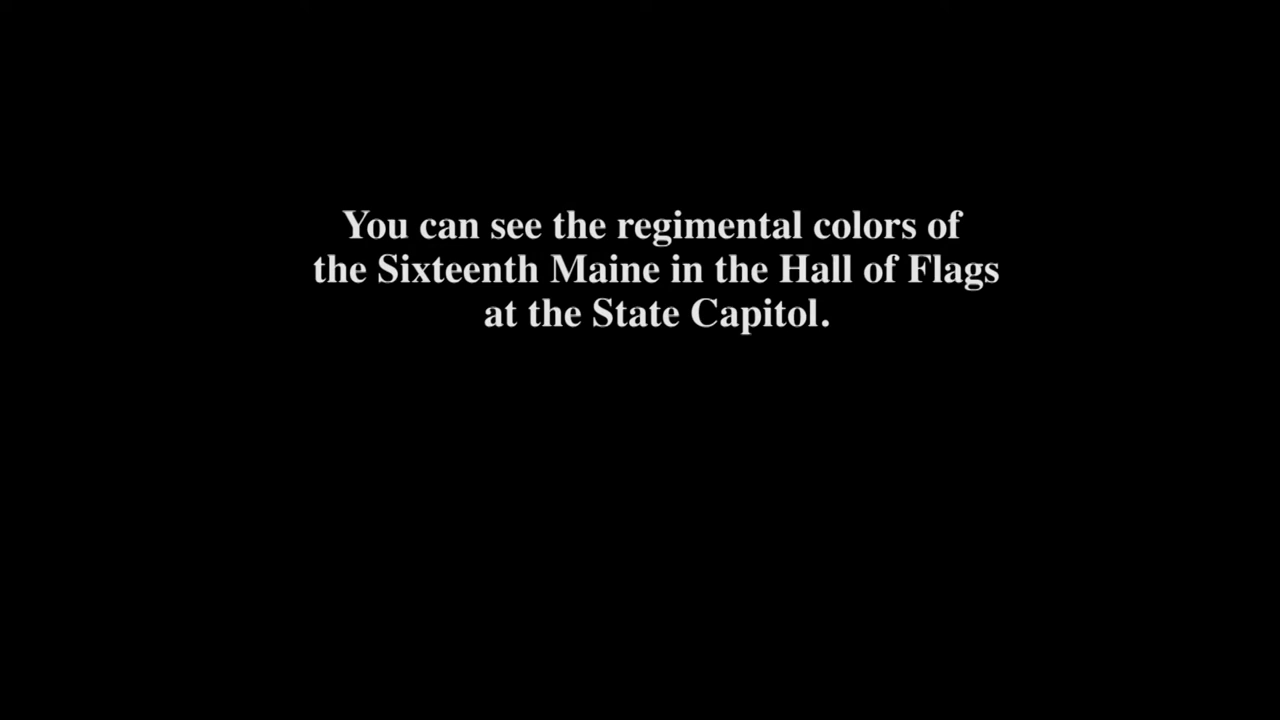 You can see the regimental colors of
the Sixteenth Maine in the Hall of Flags
at the State Capitol.